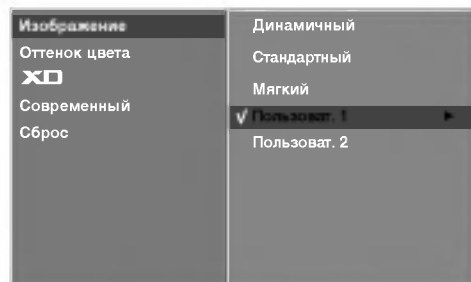 Изображение
Оттенок цвета
XD
Современный
Сброс
Динамичный
Стандартный
Мягкий
√ Пользоват. 1 ►
Пользоват. 2